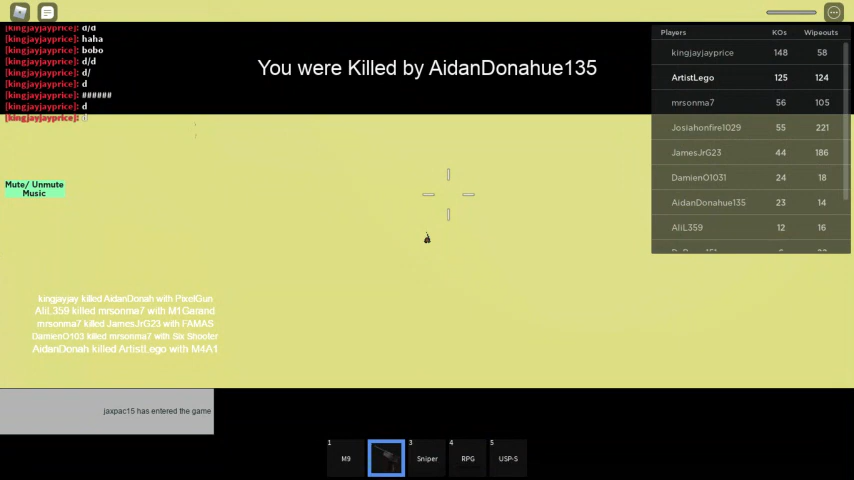 [kingjayjayprice]: d/d
[kingjayjayprice]: haha
[kingjayjayprice]: bobo
[kingjayjayprice]: d/d
[kingjayjayprice]: d/
[kingjayjayprice]: d
[kingjayjayprice]: ######
[kingjayjayprice]: d
[kingjayjayprice]:
You were Killed by AidanDonahue135
Players KOs Wipeouts
kingjayjayprice 148 58
ArtistLego 125 124
mrsonma7 56 105
Josiahonfire1029 55 221
JamesJrG23 44 186
DamienO1031 24 18
AidanDonahue135 23 14
AliL359 12 16
Mute/ Unmute
Music
kingjayjay killed AidanDonah with PixelGun
AliL359 killed mrsonma7 with M1Garand
mrsonma7 killed JamesJrG23 with FAMAS
DamienO103 killed mrsonma7 with Six Shooter
AidanDonah killed ArtistLego with M4A1
jaxpac15 has entered the game
1 M9
3 Sniper
4 RPG
5 USP-S